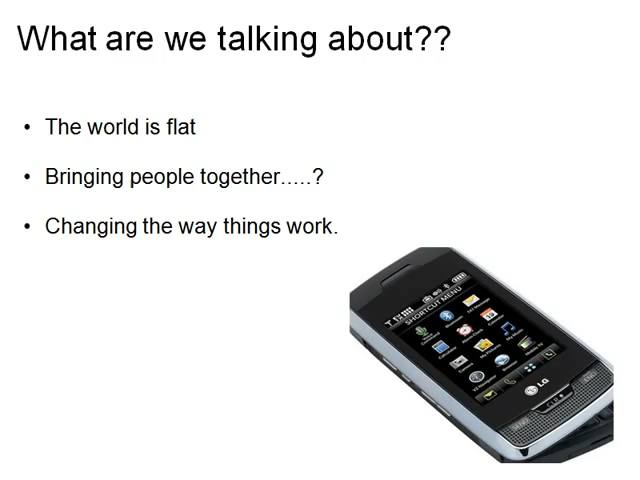 What are we talking about??
• The world is flat
• Bringing people together.....?
• Changing the way things work.
SHORTCUT MENU
LG